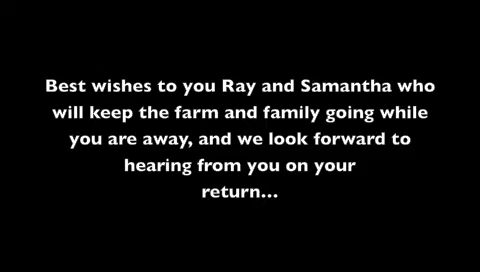 Best wishes to you Ray and Samantha who
will keep the farm and family going while
you are away, and we look forward to
hearing from you on your
return...